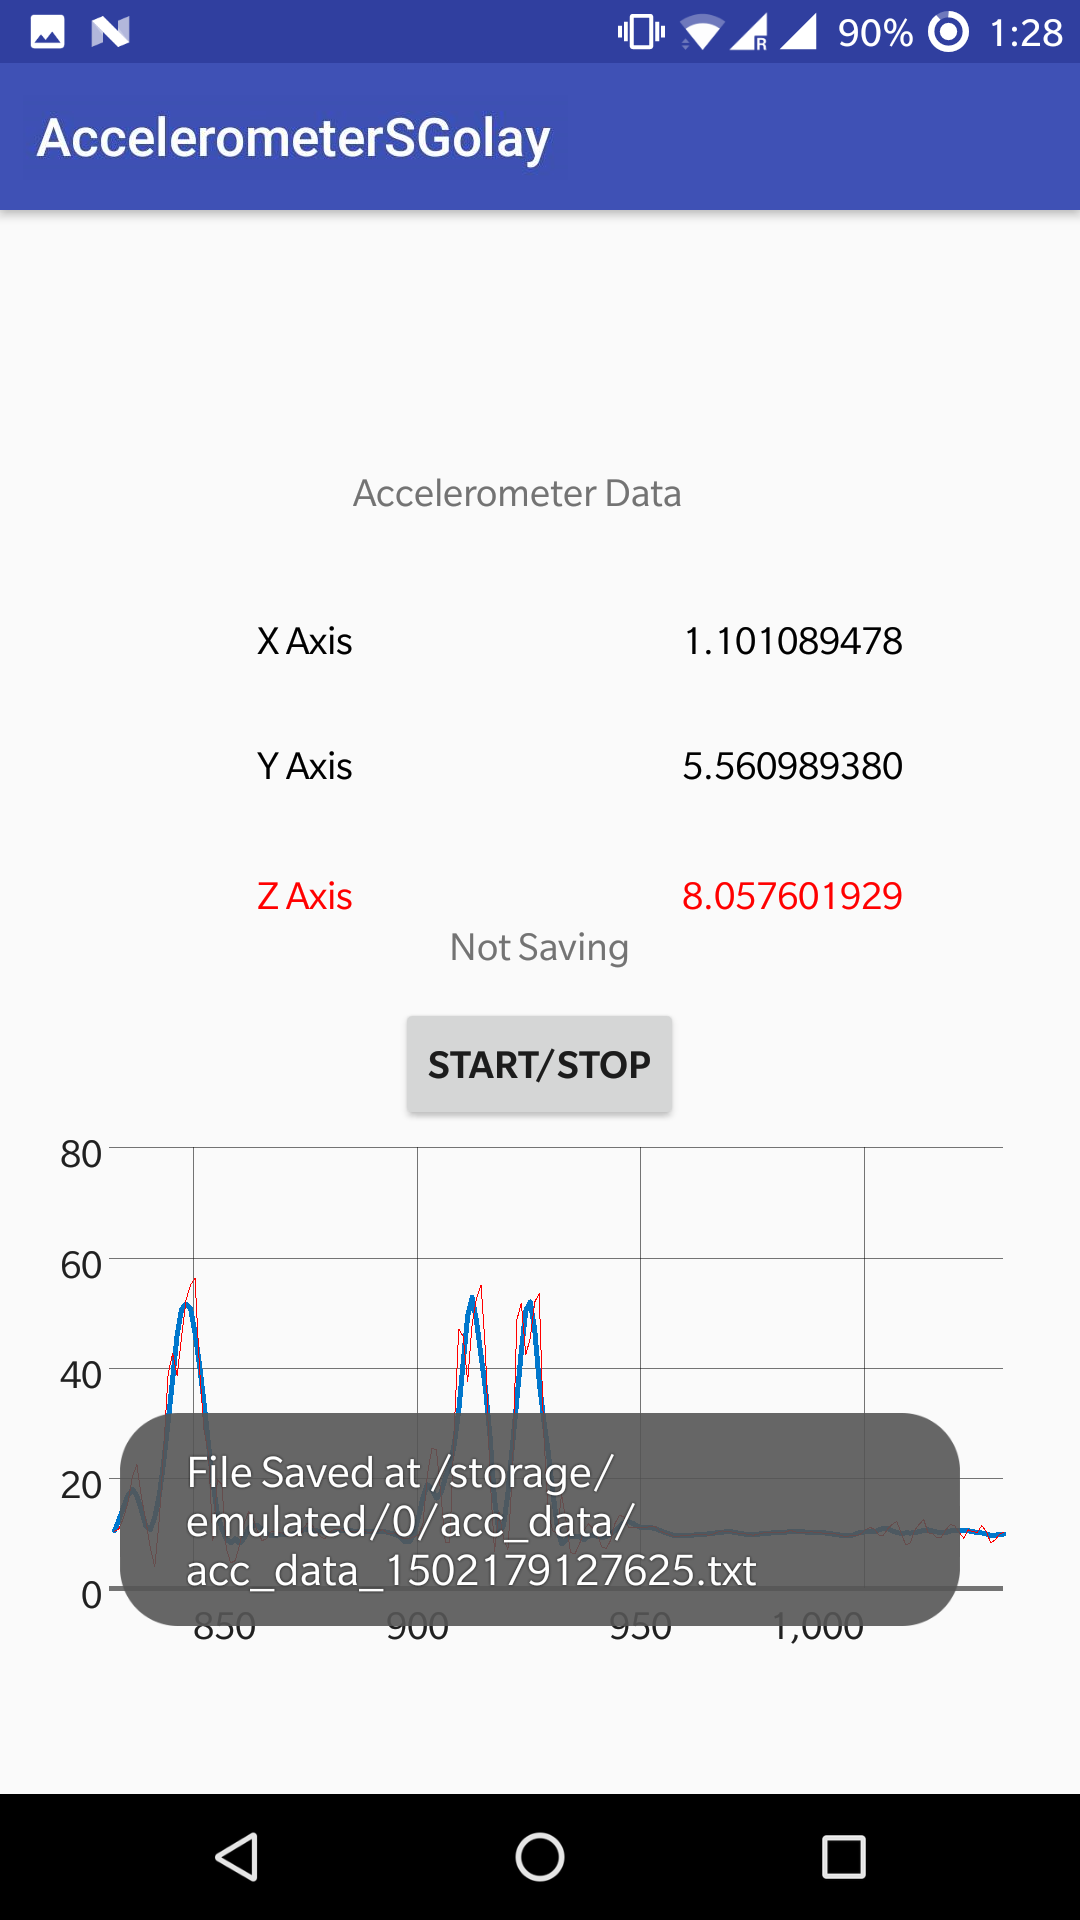 R 90% 1:28
AccelerometerSGolay
Accelerometer Data
X Axis 1.101089478
Y Axis 5.560989380
Z Axis 8.057601929
Not Saving
START/STOP
80
60
40
20
0
File Saved at /storage/
emulated/0/acc_data/
acc_data_1502179127625.txt
850 900 950 1,000